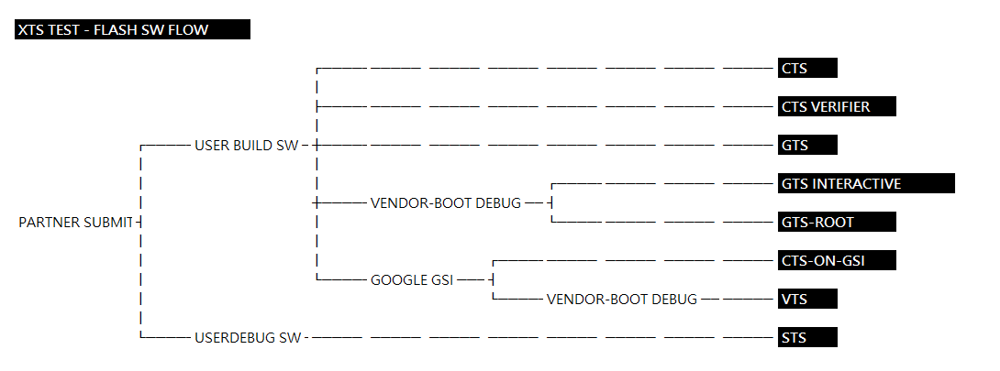 XTS TEST - FLASH SW FLOW
CTS
CTS VERIFIER
USER BUILD SW
GTS
GTS INTERACTIVE
VENDOR-BOOT DEBUG
PARTNER SUBMIT
GTS-ROOT
CTS-ON-GSI
GOOGLE GSI
VENDOR-BOOT DEBUG
VTS
USERDEBUG SW
STS